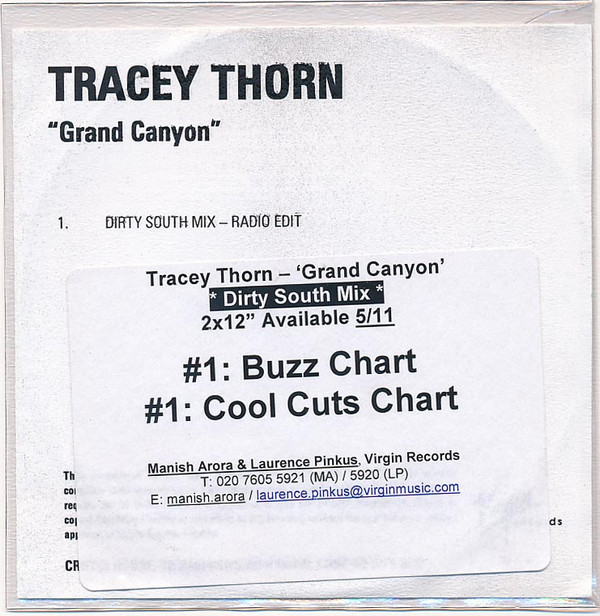 TRACEY THORN
"Grand Canyon"
1. DIRTY SOUTH MIX – RADIO EDIT
Tracey Thorn – 'Grand Canyon'
* Dirty South Mix *
2x12" Available 5/11
#1: Buzz Chart
#1: Cool Cuts Chart
Manish Arora & Laurence Pinkus, Virgin Records
T: 020 7605 5921 (MA) / 5920 (LP)
E: manish.arora / laurence.pinkus@virginmusic.com